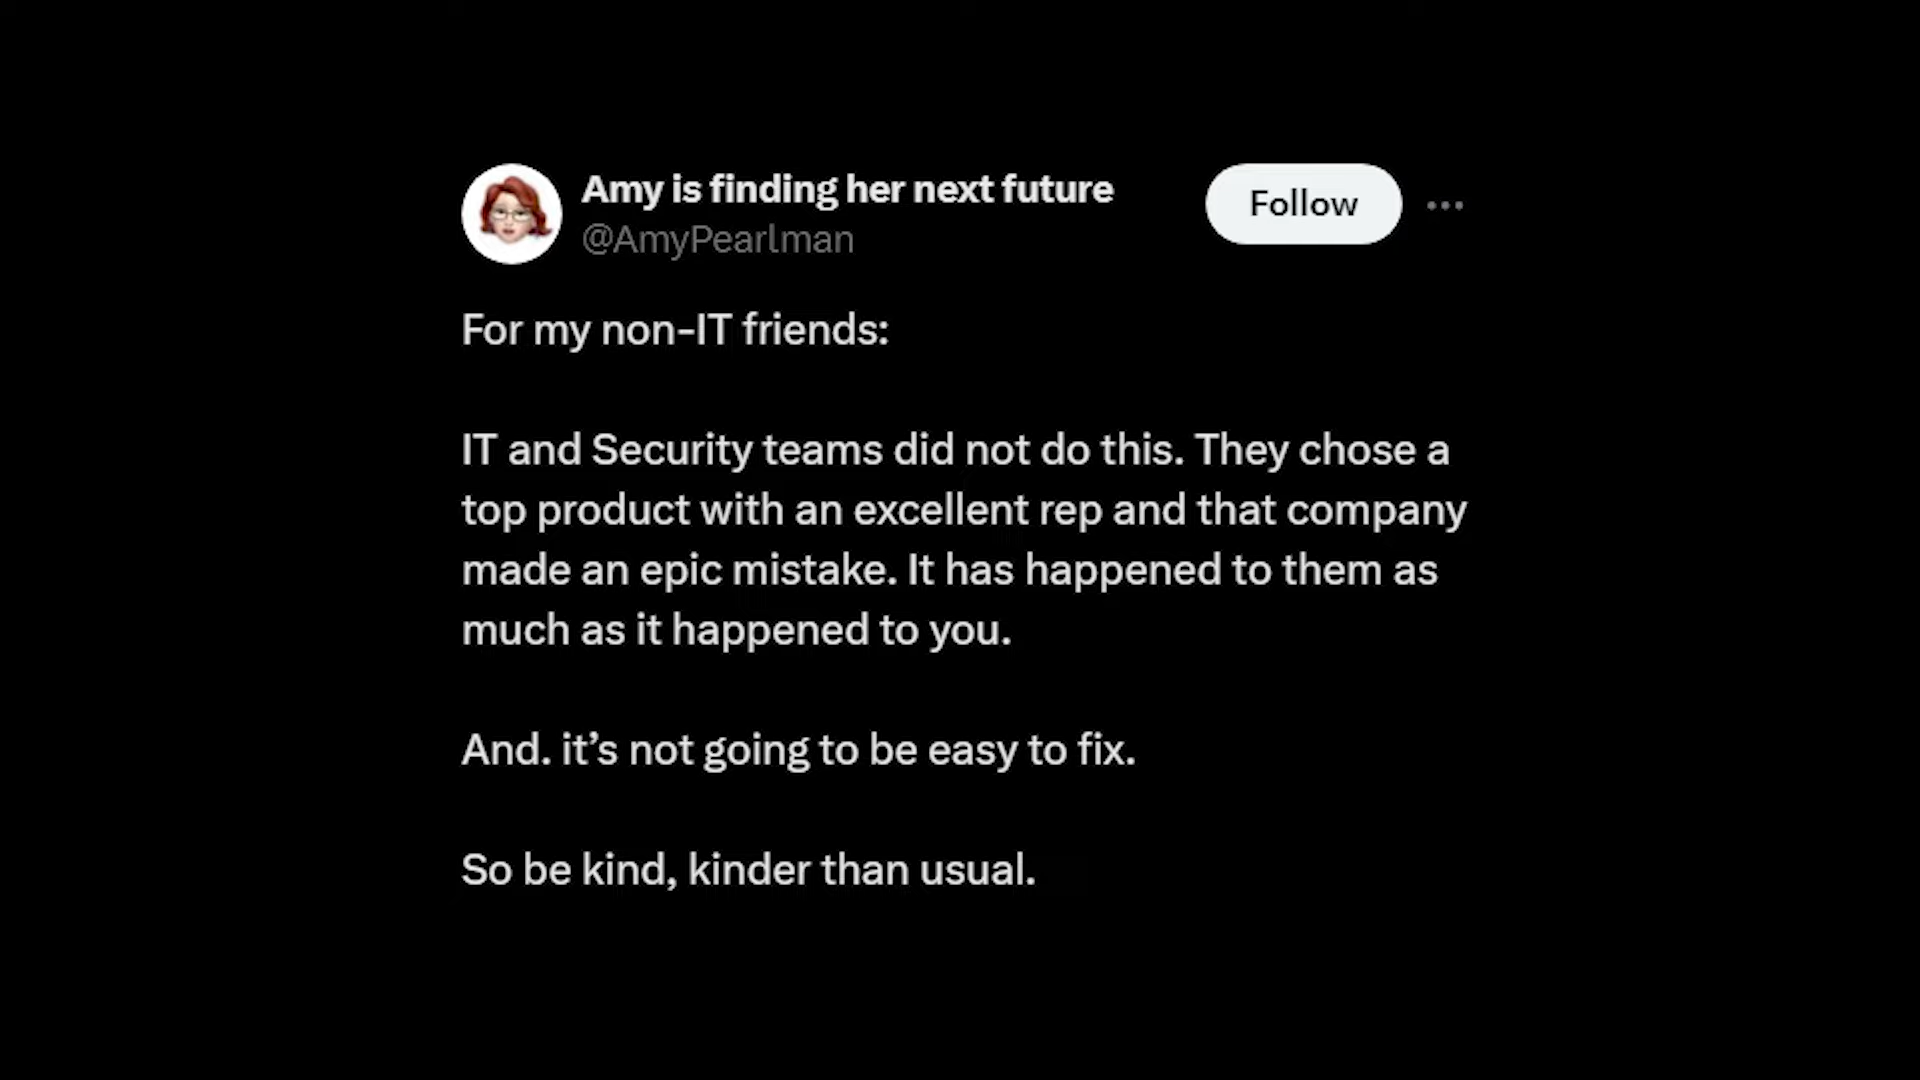 Amy is finding her next future
@AmyPearlman
Follow
For my non-IT friends:
IT and Security teams did not do this. They chose a
top product with an excellent rep and that company
made an epic mistake. It has happened to them as
much as it happened to you.
And. it’s not going to be easy to fix.
So be kind, kinder than usual.